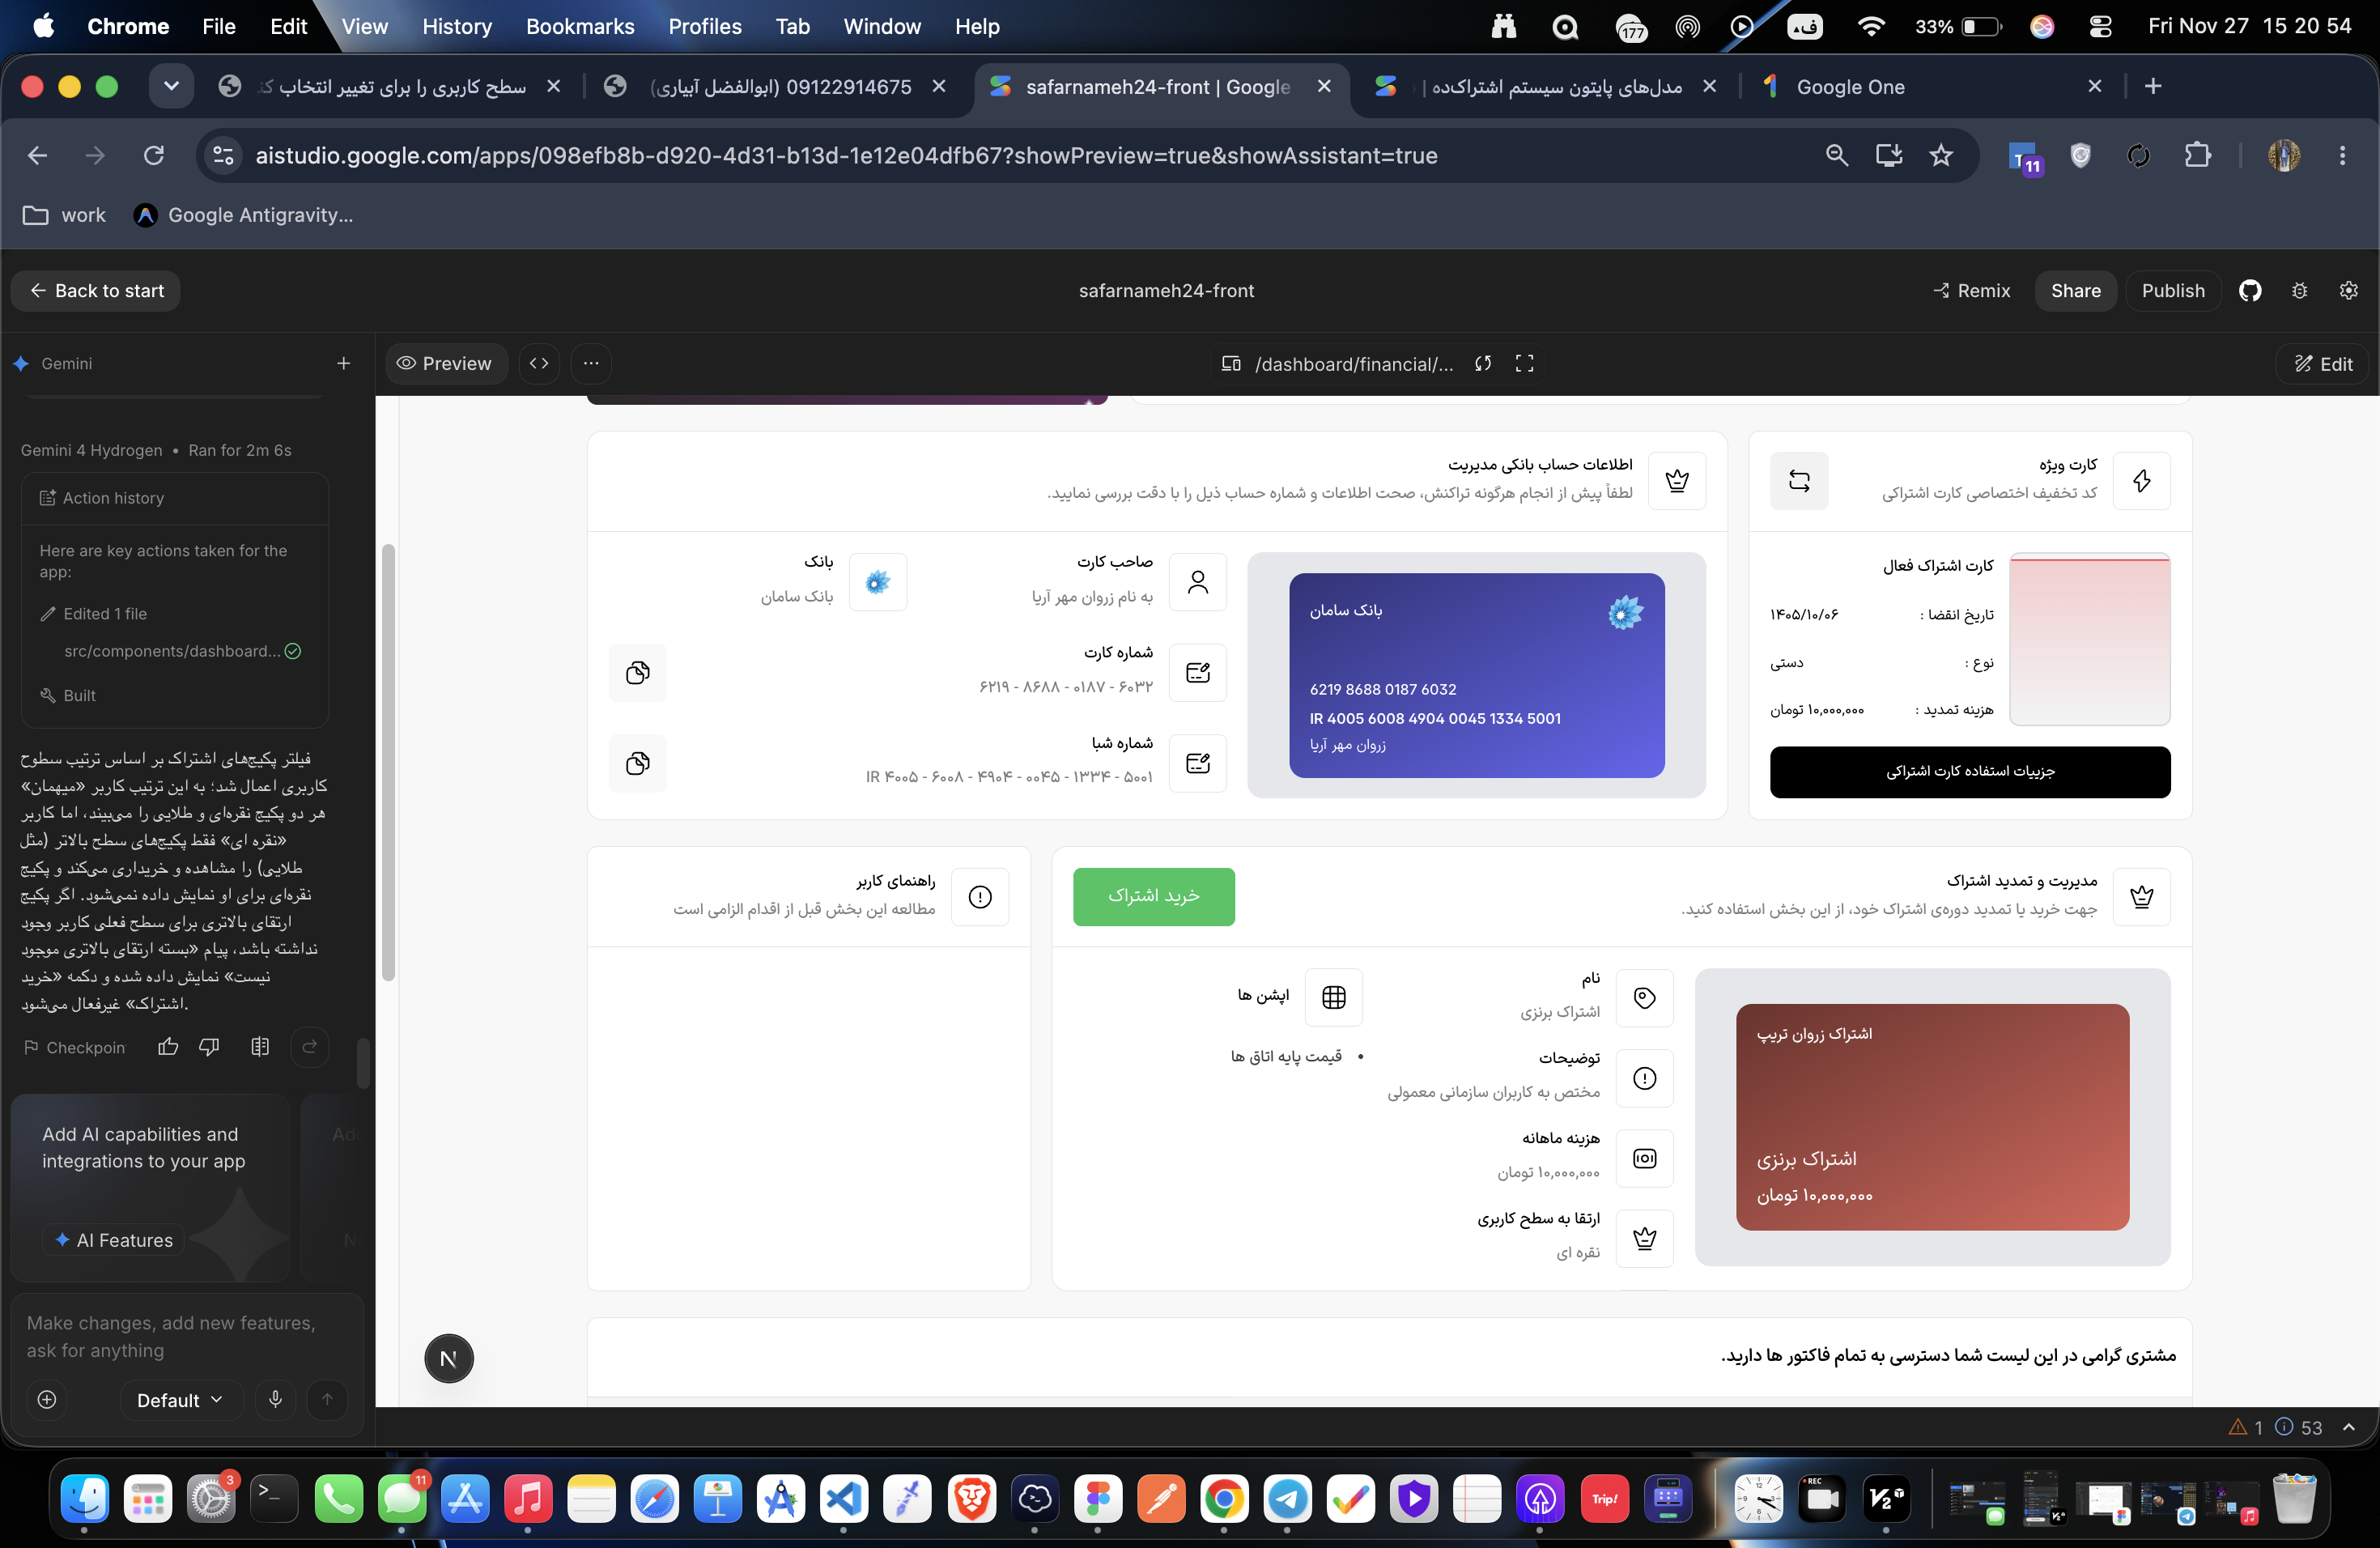 Chrome File Edit View History Bookmarks Profiles Tab Window Help
177
33%
Fri Nov 27 15 20 54
سطح کاربری را برای تغییر انتخاب
09122914675 (ابوالفضل آبیاری)
safarnameh24-front | Google
مدل‌های پایتون سیستم اشتراک‌ده |
Google One
aistudio.google.com/apps/098efb8b-d920-4d31-b13d-1e12e04dfb67?showPreview=true&showAssistant=true
11
work
Google Antigravity...
Back to start
safarnameh24-front
Remix
Share
Publish
Gemini
Preview
/dashboard/financial/...
Edit
Gemini 4 Hydrogen • Ran for 2m 6s
Action history
Here are key actions taken for the
app:
Edited 1 file
src/components/dashboard...
Built
فیلتر پکیج‌های اشتراک بر اساس ترتیب سطوح
کاربری اعمال شد؛ به این ترتیب کاربر «میهمان»
هر دو پکیج نقره‌ای و طلایی را می‌بیند، اما کاربر
«نقره ای» فقط پکیج‌های سطح بالاتر (مثل
طلایی) را مشاهده و خریداری می‌کند و پکیج
نقره‌ای برای او نمایش داده نمی‌شود. اگر پکیج
ارتقای بالاتری برای سطح فعلی کاربر وجود
نداشته باشد، پیام «بسته ارتقای بالاتری موجود
نیست» نمایش داده شده و دکمه «خرید
اشتراک» غیرفعال می‌شود.
Checkpoin
Add AI capabilities and
integrations to your app
AI Features
Make changes, add new features,
ask for anything
Default
کارت ویژه
کد تخفیف اختصاصی کارت اشتراکی
کارت اشتراک فعال
تاریخ انقضا : ۱۴۰۵/۱۰/۰۶
نوع : دستی
هزینه تمدید : ۱۰,۰۰۰,۰۰۰ تومان
جزییات استفاده کارت اشتراکی
اطلاعات حساب بانکی مدیریت
لطفاً پیش از انجام هرگونه تراکنش، صحت اطلاعات و شماره حساب ذیل را با دقت بررسی نمایید.
بانک سامان
6219 8688 0187 6032
IR 4005 6008 4904 0045 1334 5001
زروان مهر آریا
صاحب کارت
به نام زروان مهر آریا
بانک
بانک سامان
شماره کارت
۶۲۱۹ - ۸۶۸۸ - ۰۱۸۷ - ۶۰۳۲
شماره شبا
IR ۴۰۰۵ - ۶۰۰۸ - ۴۹۰۴ - ۰۰۴۵ - ۱۳۳۴ - ۵۰۰۱
مدیریت و تمدید اشتراک
جهت خرید یا تمدید دوره‌ی اشتراک خود، از این بخش استفاده کنید.
خرید اشتراک
اشتراک زروان تریپ
اشتراک برنزی
۱۰,۰۰۰,۰۰۰ تومان
نام
اشتراک برنزی
توضیحات
مختص به کاربران سازمانی معمولی
هزینه ماهانه
۱۰,۰۰۰,۰۰۰ تومان
ارتقا به سطح کاربری
نقره ای
اپشن ها
• قیمت پایه اتاق ها
راهنمای کاربر
مطالعه این بخش قبل از اقدام الزامی است
مشتری گرامی در این لیست شما دسترسی به تمام فاکتور ها دارید.
N
1
53
3
11
Trip!
REC